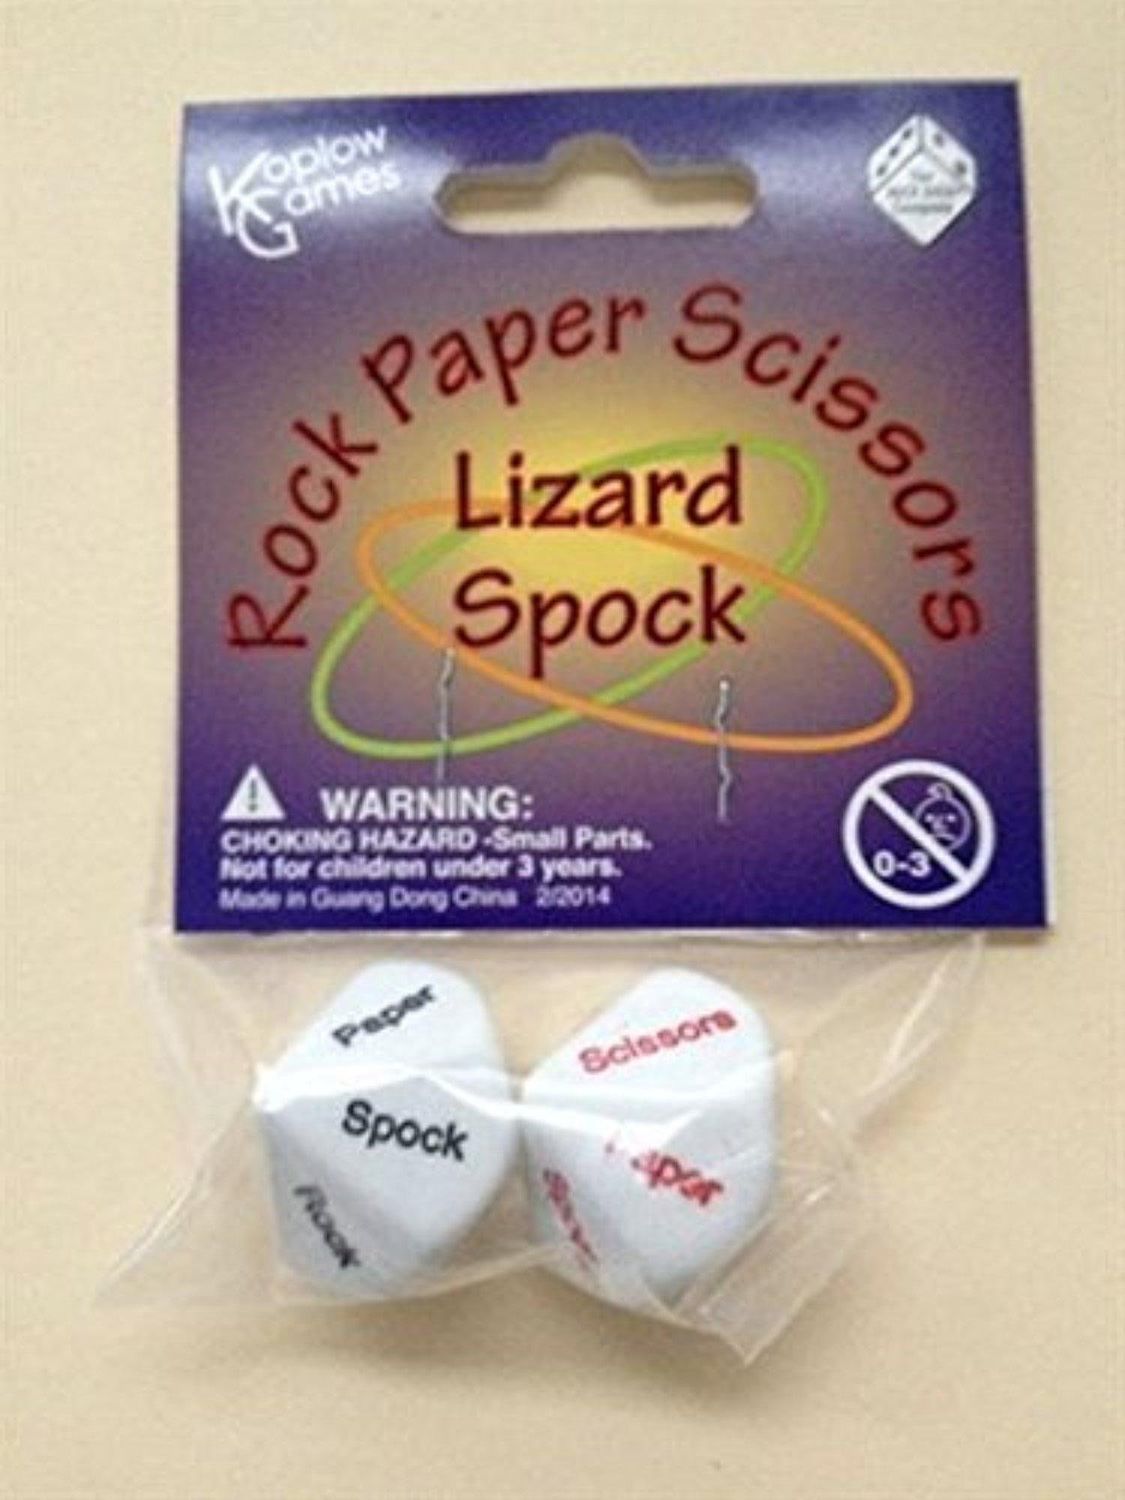 Koplow
Games
Rock Paper Scissors
Lizard
Spock
WARNING:
CHOKING HAZARD -Small Parts.
Not for children under 3 years.
Made in Guang Dong China 2/2014
0-3
Paper
Spock
Rock
Scissors